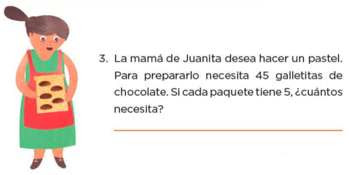 3. La mamá de Juanita desea hacer un pastel.
Para prepararlo necesita 45 galletitas de
chocolate. Si cada paquete tiene 5, ¿cuántos
necesita?